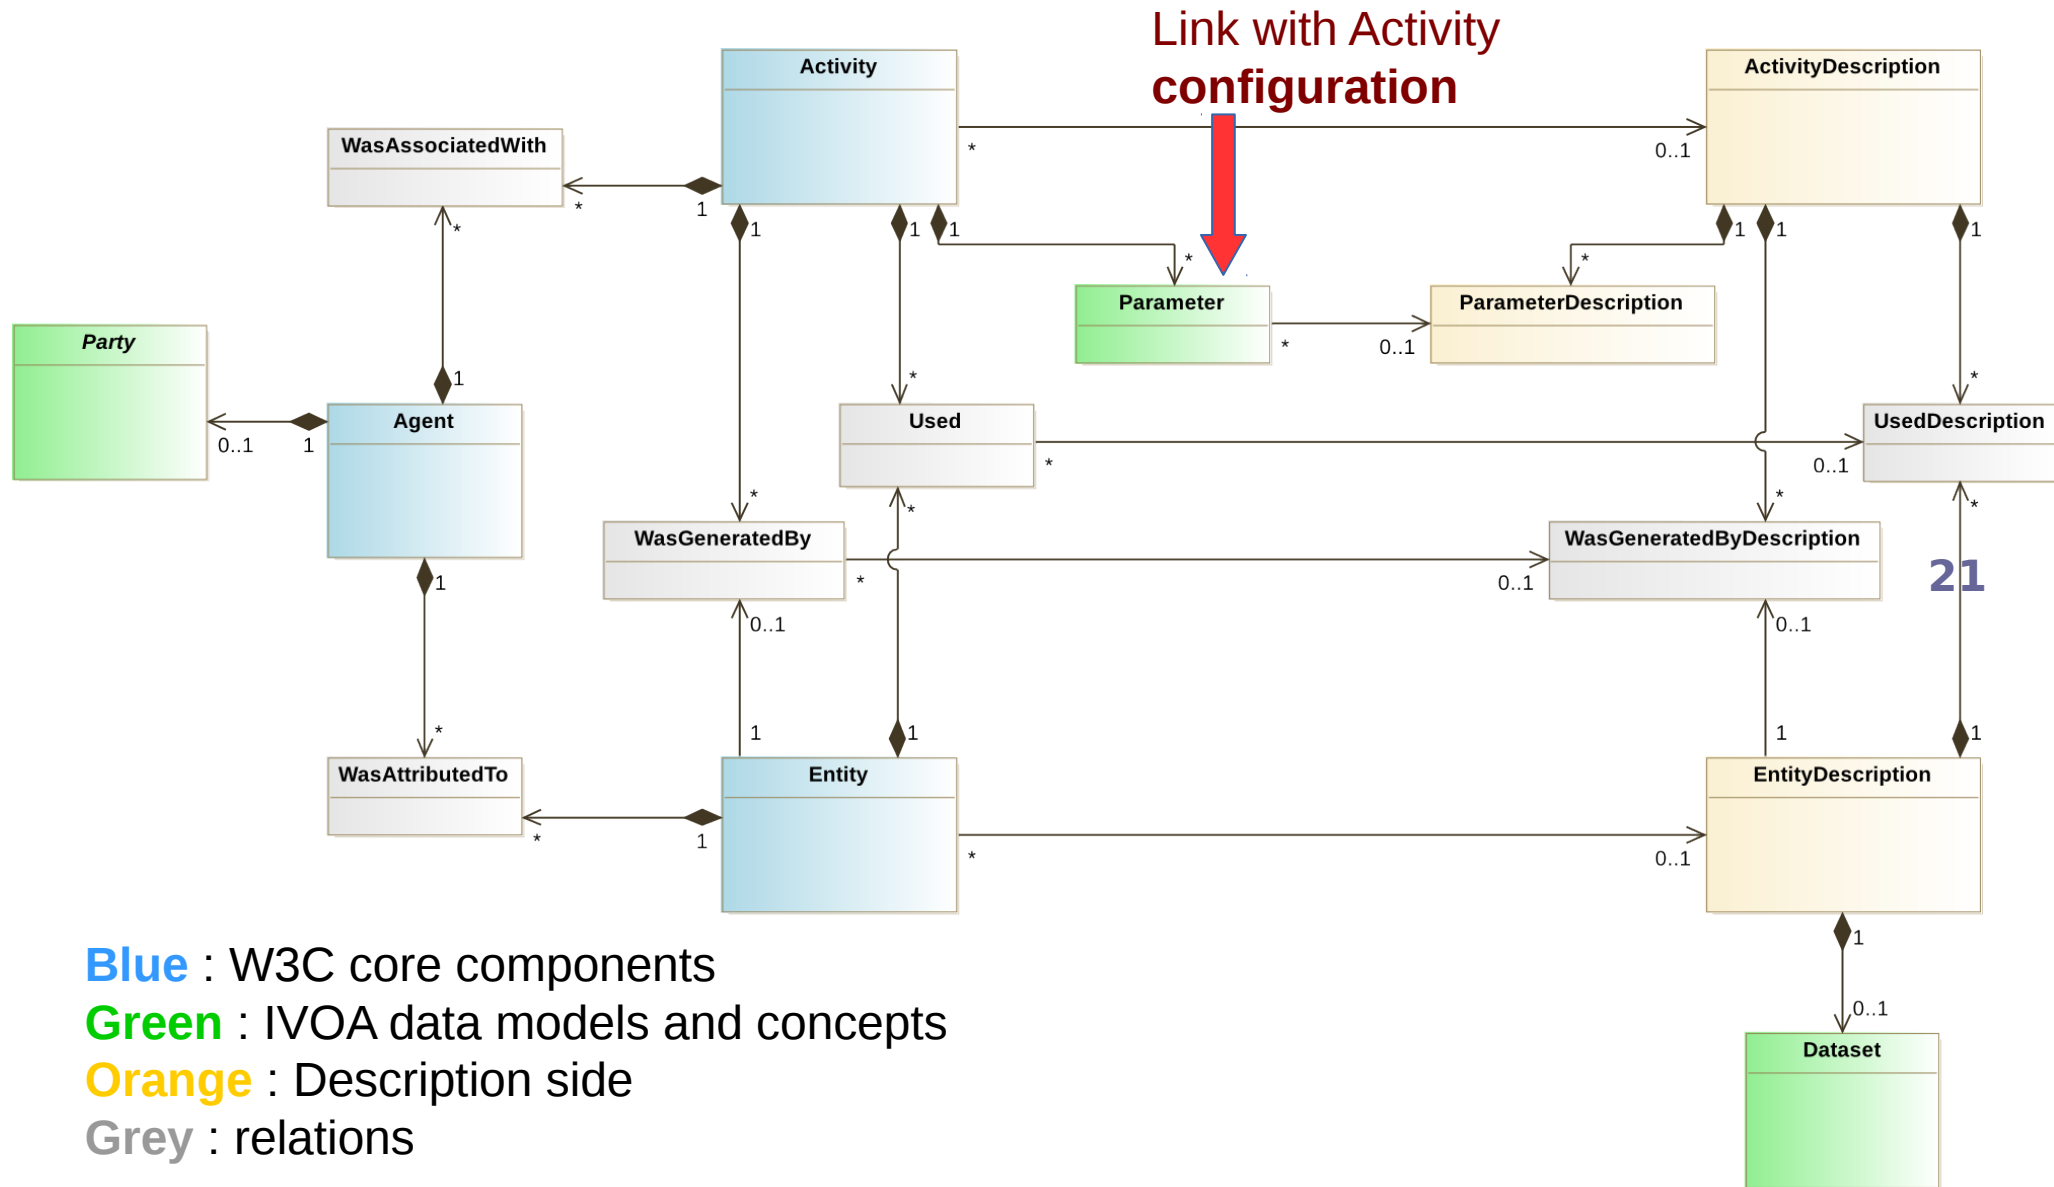 Link with Activity
configuration
Activity
ActivityDescription
* 0..1
WasAssociatedWith
* 1
*
1 1 1
1 1 1
* *
Parameter
ParameterDescription
* 0..1
Party
1
* *
Agent
0..1 1
Used
UsedDescription
* 0..1
* * * *
WasGeneratedBy
WasGeneratedByDescription
* 0..1
21
1
0..1 0..1
* 1 1 1 1
WasAttributedTo
Entity
EntityDescription
* 1
* 0..1
1
0..1
Dataset
Blue : W3C core components
Green : IVOA data models and concepts
Orange : Description side
Grey : relations